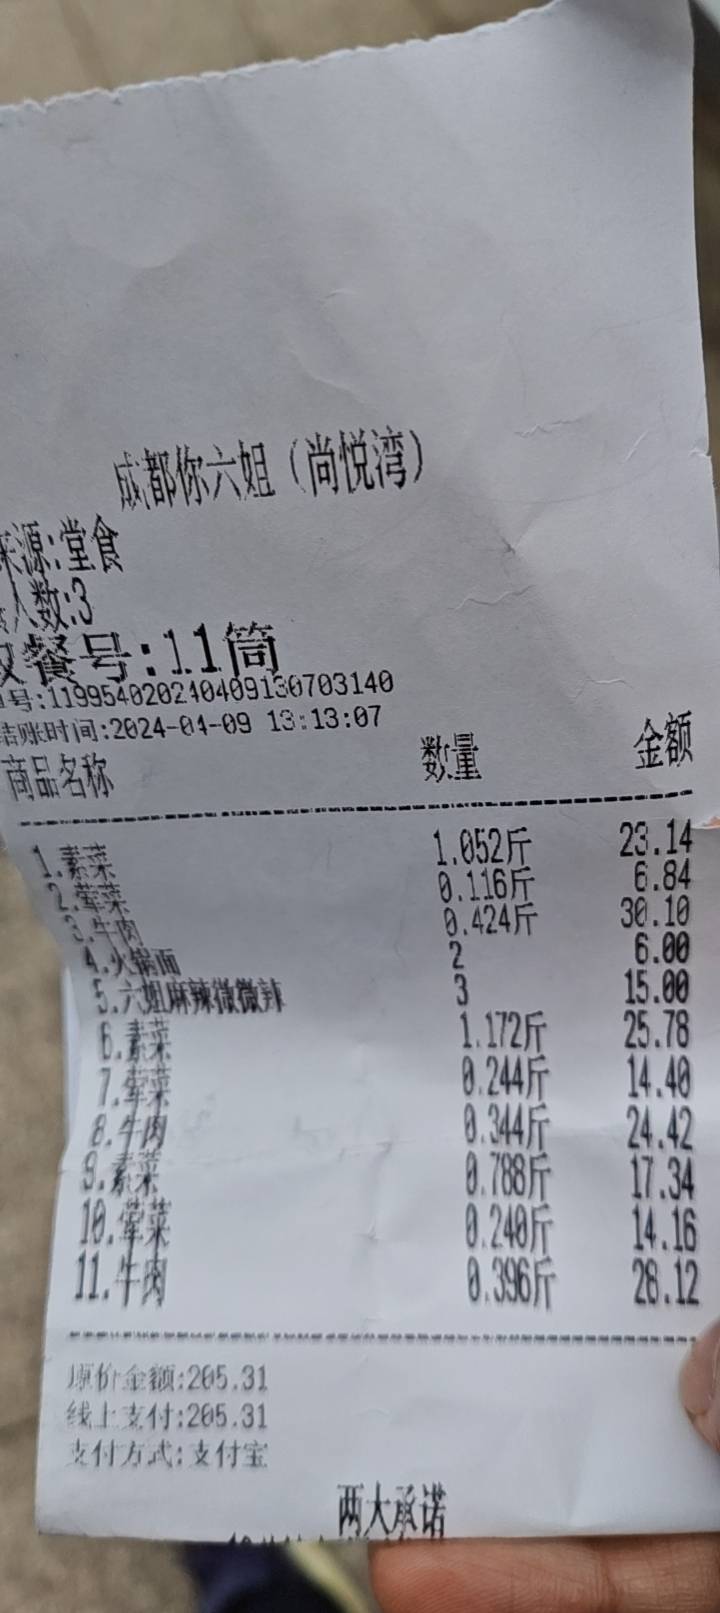 成都你六姐（尚悦湾）
来源:堂食
人数:3
取餐号:11筒
单号:119954020240409130703140
结账时间:2024-04-09 13:13:07
商品名称 数量 金额
1.素菜 1.052斤 23.14
2.荤菜 0.116斤 6.84
3.牛肉 0.424斤 30.10
4.火锅面 2 6.00
5.六姐麻辣微微辣 3 15.00
6.素菜 1.172斤 25.78
7.荤菜 0.244斤 14.40
8.牛肉 0.344斤 24.42
9.素菜 0.788斤 17.34
10.荤菜 0.240斤 14.16
11.牛肉 0.396斤 28.12
原价金额:205.31
线上支付:205.31
支付方式:支付宝
两大承诺